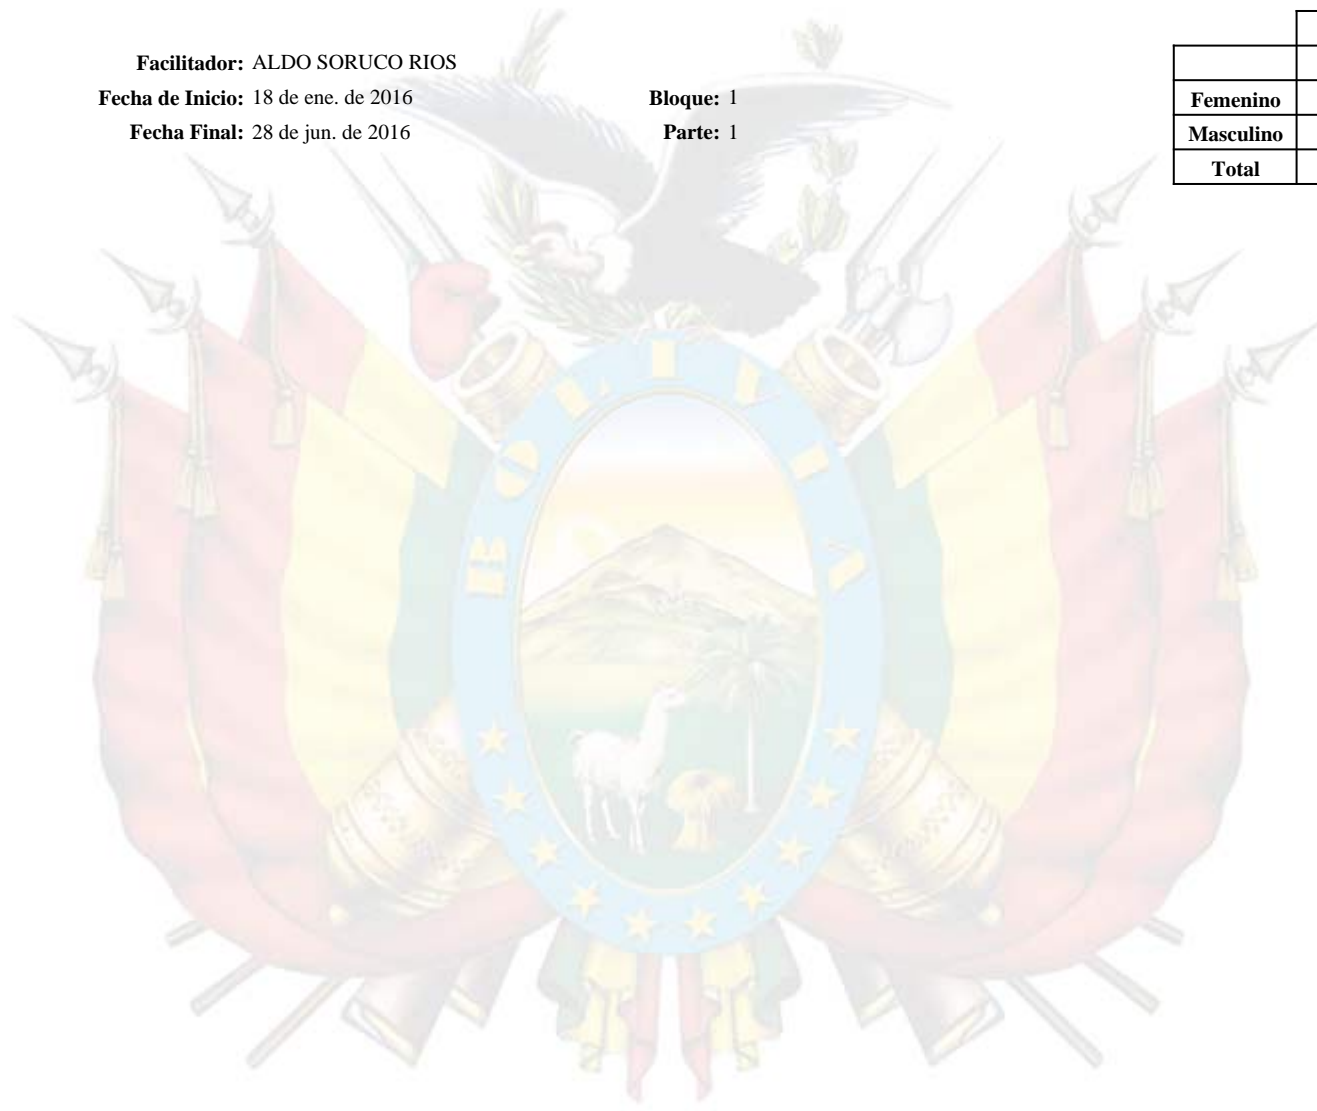 Facilitador: ALDO SORUCO RIOS
Fecha de Inicio: 18 de ene. de 2016 Bloque: 1
Fecha Final: 28 de jun. de 2016 Parte: 1
Femenino
Masculino
Total
BOLIVIA